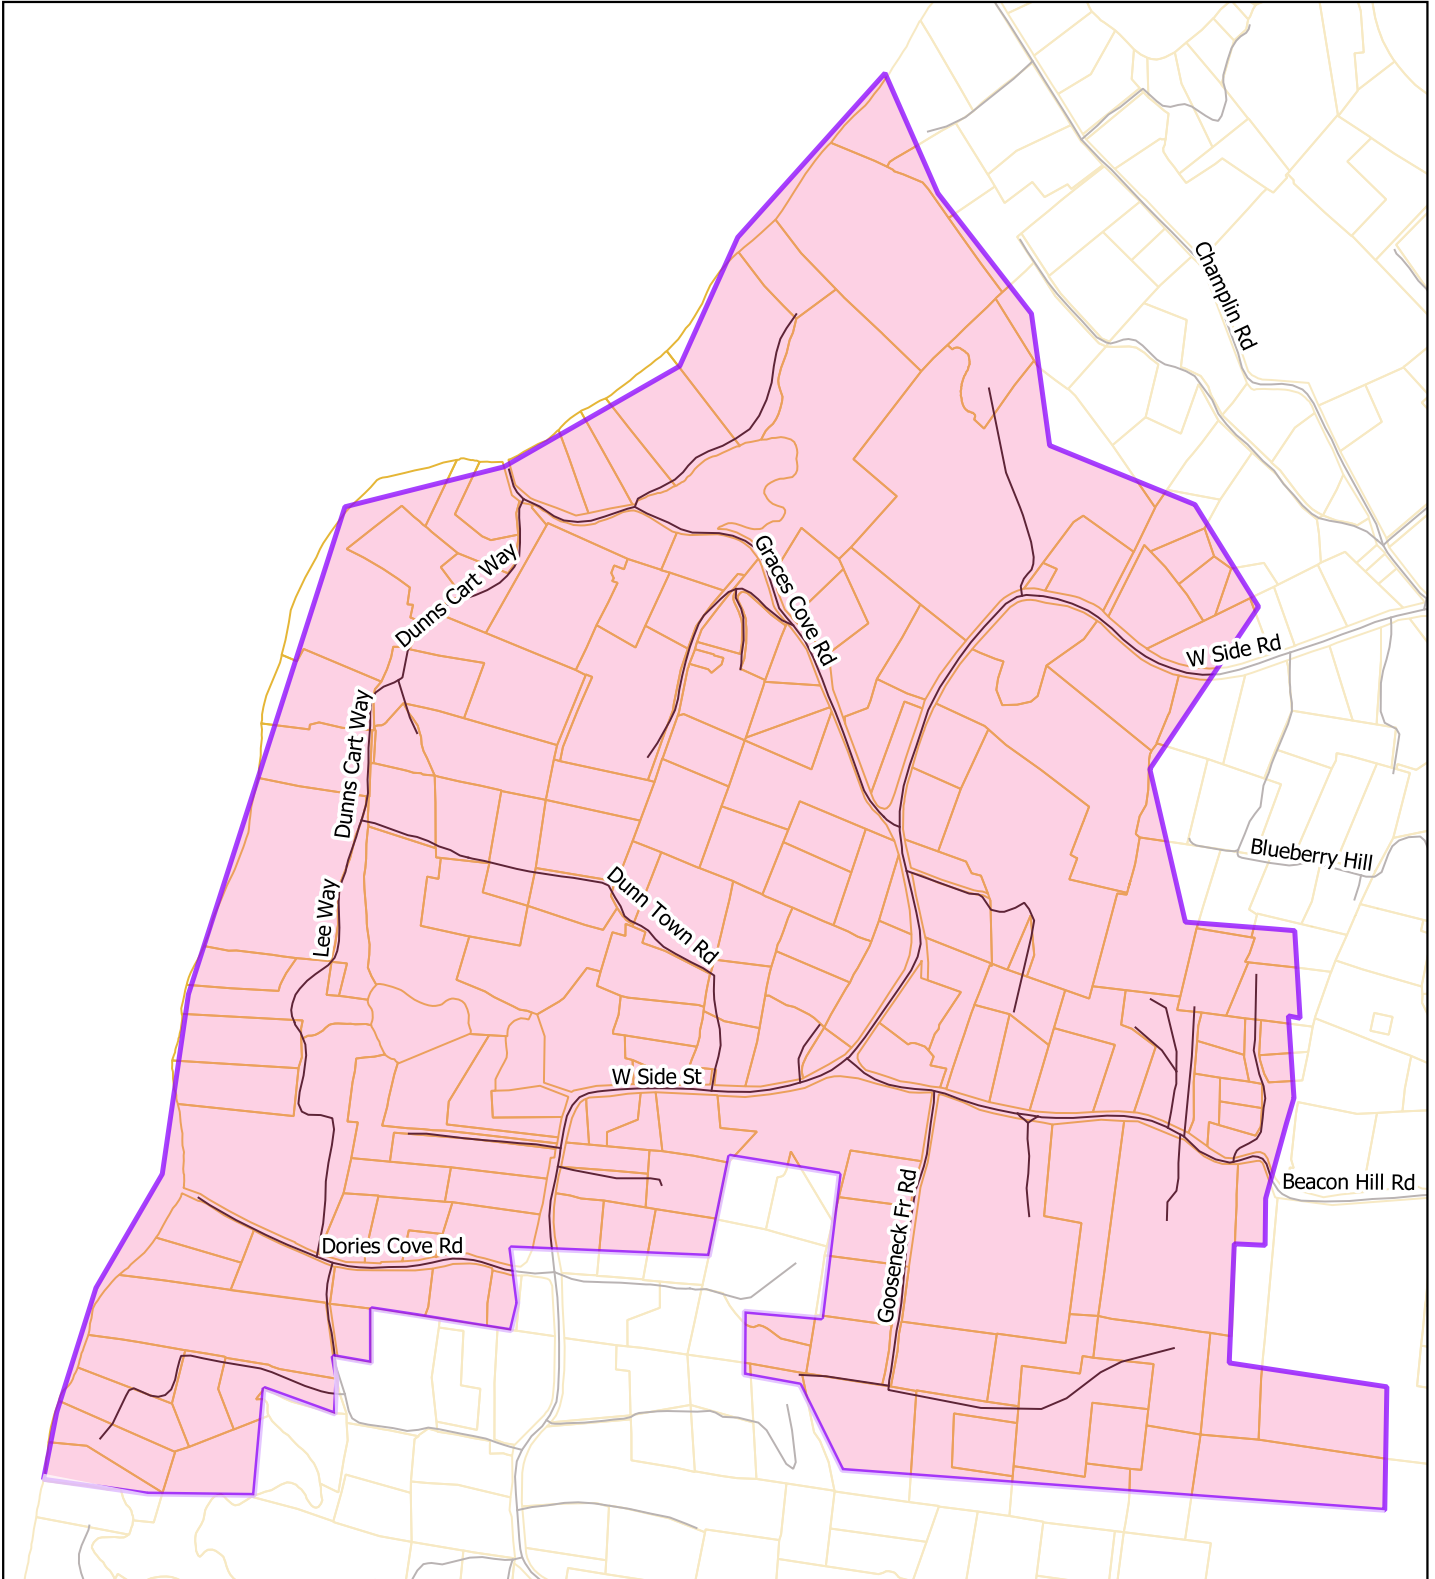 Champlin Rd
Dunns Cart Way
Graces Cove Rd
W Side Rd
Dunns Cart Way
Blueberry Hill
Lee Way
Dunn Town Rd
W Side St
Beacon Hill Rd
Gooseneck Fr Rd
Dories Cove Rd